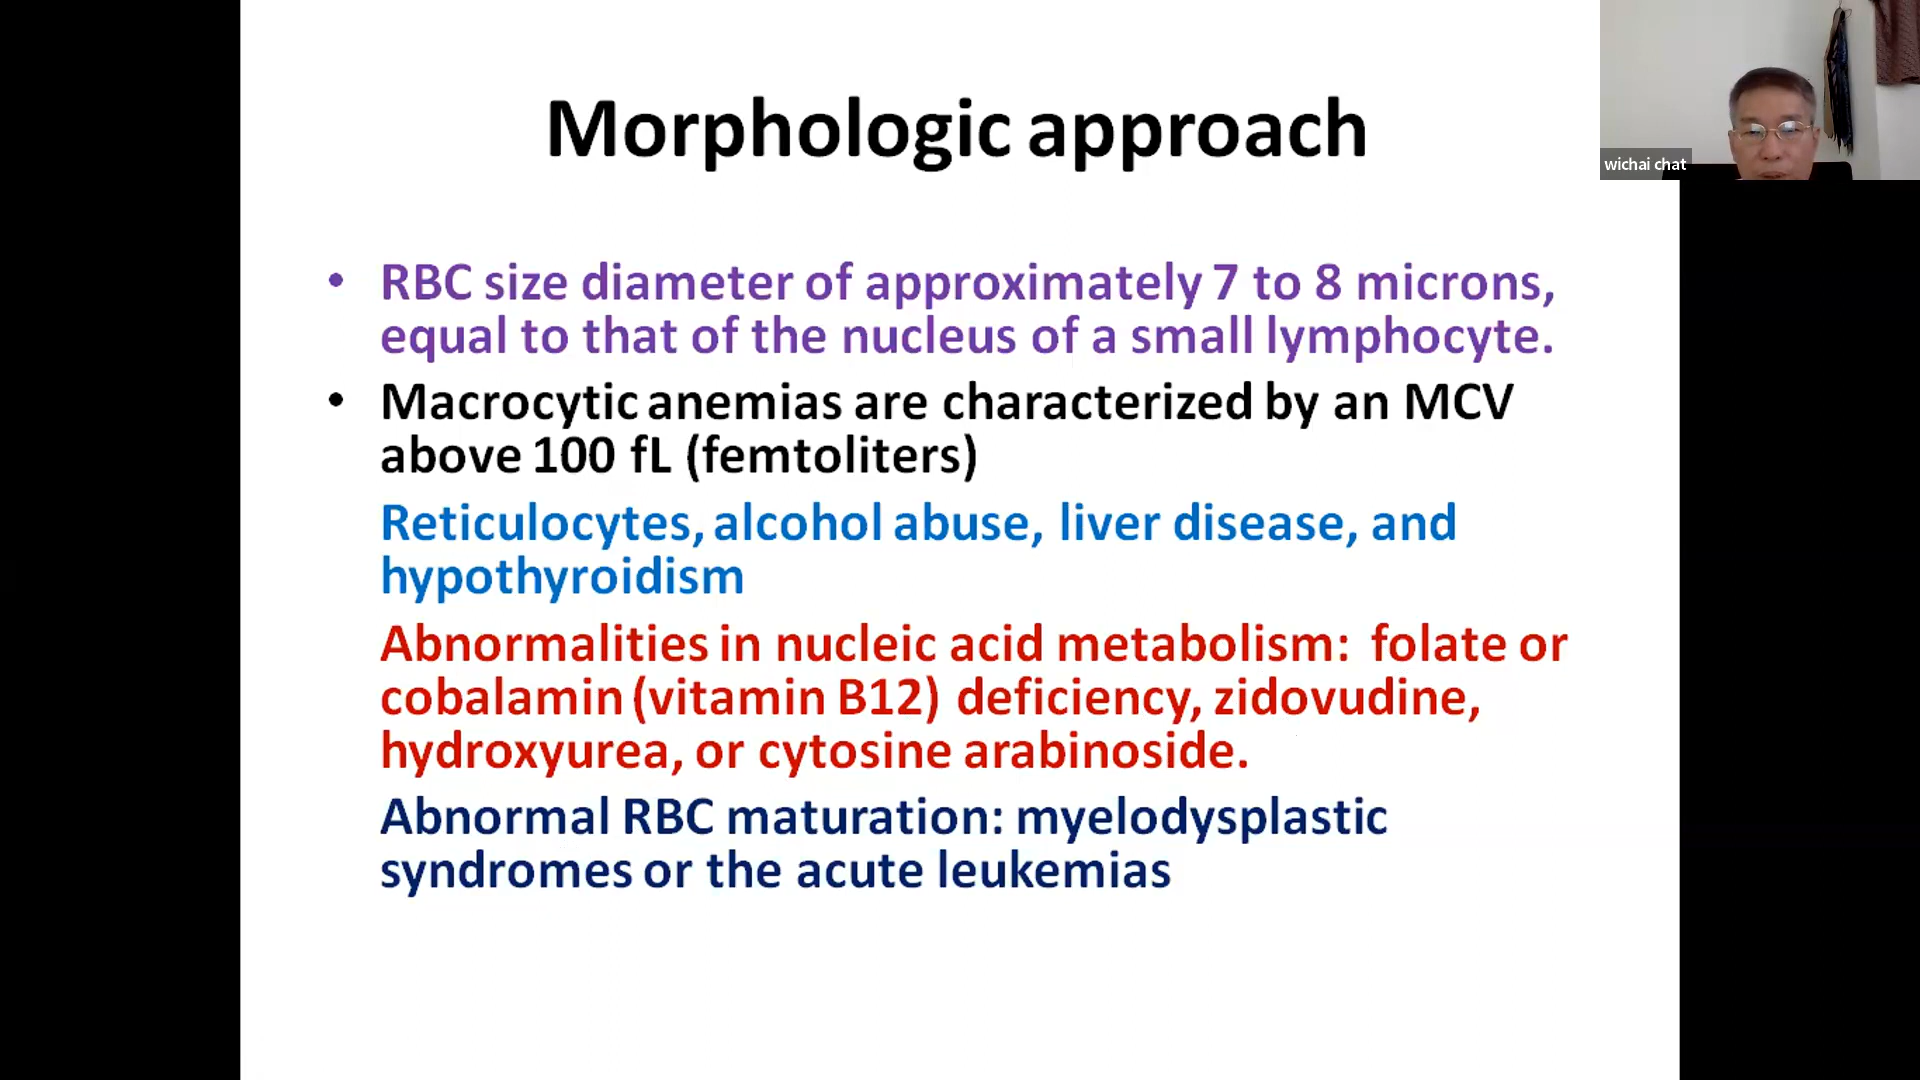 Morphologic approach
wichai chat
• RBC size diameter of approximately 7 to 8 microns,
equal to that of the nucleus of a small lymphocyte.
• Macrocytic anemias are characterized by an MCV
above 100 fL (femtoliters)
Reticulocytes, alcohol abuse, liver disease, and
hypothyroidism
Abnormalities in nucleic acid metabolism: folate or
cobalamin (vitamin B12) deficiency, zidovudine,
hydroxyurea, or cytosine arabinoside.
Abnormal RBC maturation: myelodysplastic
syndromes or the acute leukemias